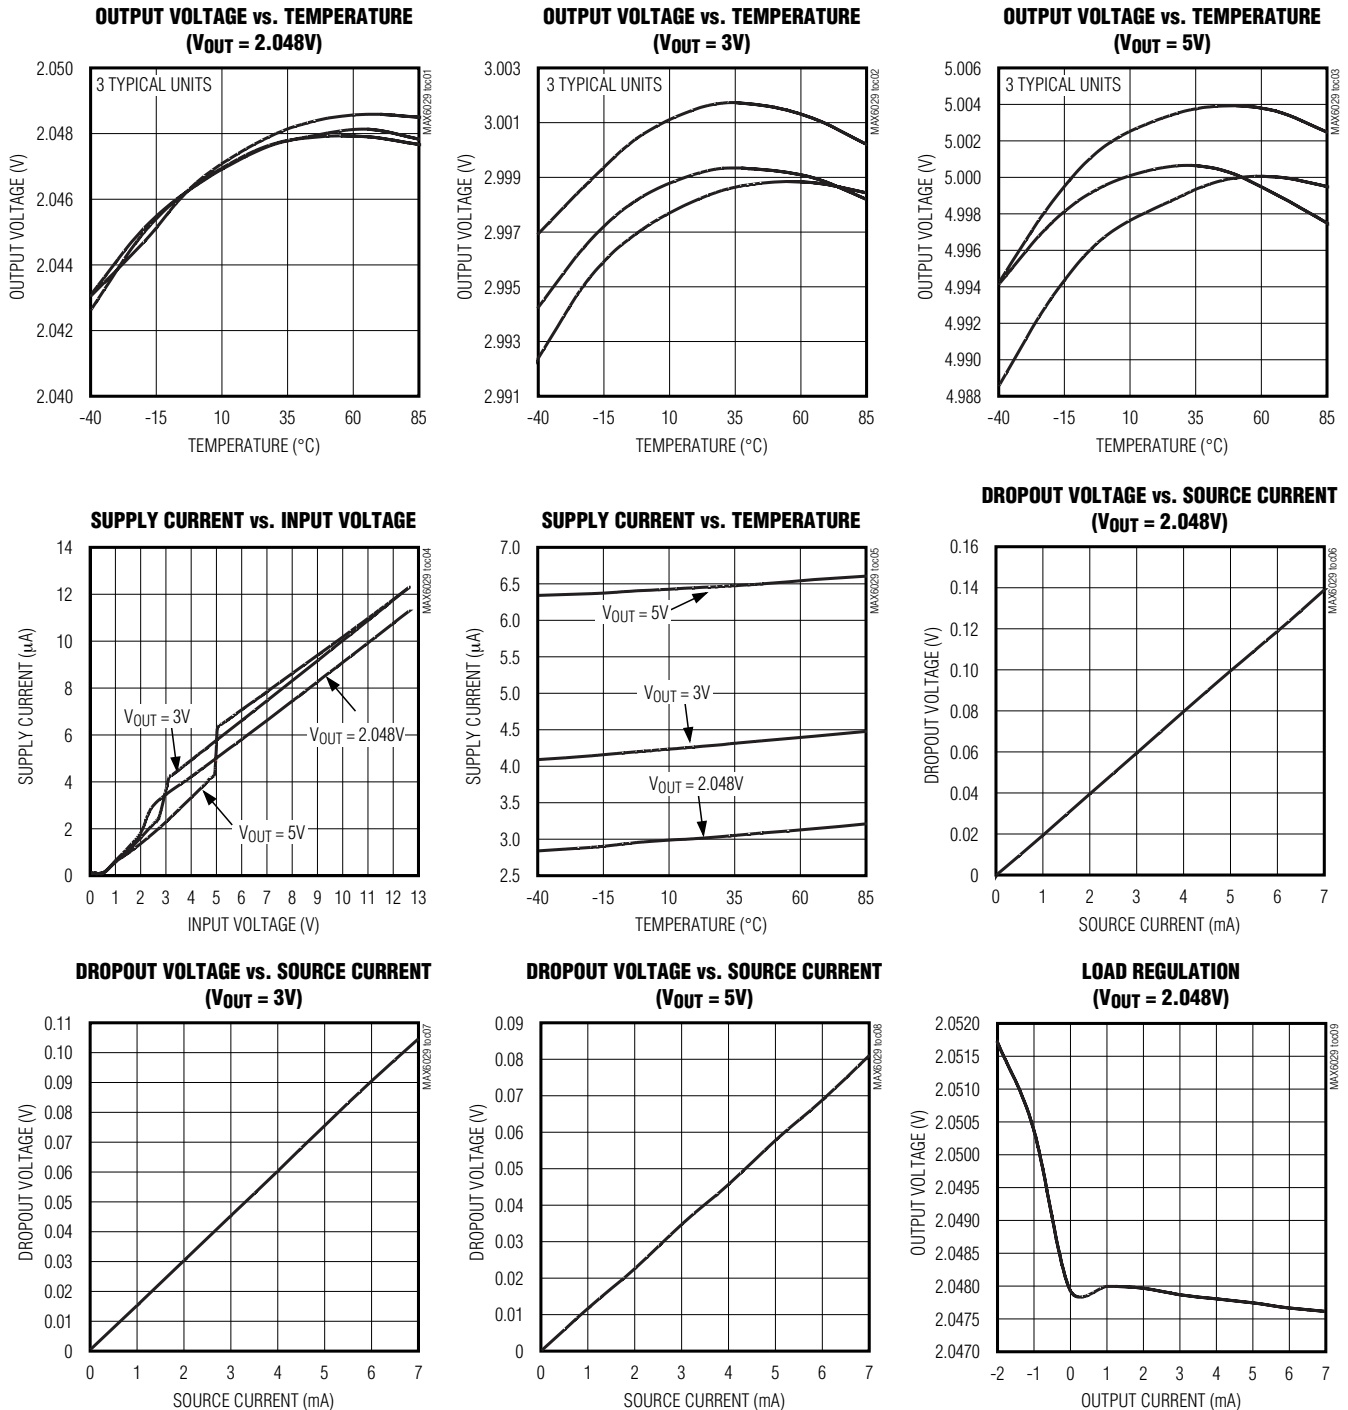 OUTPUT VOLTAGE vs. TEMPERATURE
(VOUT = 2.048V)
3 TYPICAL UNITS
MAX6029 toc01
OUTPUT VOLTAGE (V)
2.050
2.048
2.046
2.044
2.042
2.040
-40 -15 10 35 60 85
TEMPERATURE (°C)
OUTPUT VOLTAGE vs. TEMPERATURE
(VOUT = 3V)
3 TYPICAL UNITS
MAX6029 toc02
OUTPUT VOLTAGE (V)
3.003
3.001
2.999
2.997
2.995
2.993
2.991
-40 -15 10 35 60 85
TEMPERATURE (°C)
OUTPUT VOLTAGE vs. TEMPERATURE
(VOUT = 5V)
3 TYPICAL UNITS
MAX6029 toc03
OUTPUT VOLTAGE (V)
5.006
5.004
5.002
5.000
4.998
4.996
4.994
4.992
4.990
4.988
-40 -15 10 35 60 85
TEMPERATURE (°C)
SUPPLY CURRENT vs. INPUT VOLTAGE
MAX6029 toc04
SUPPLY CURRENT (μA)
14
12
10
8
6
4
2
0
VOUT = 3V
VOUT = 2.048V
VOUT = 5V
0 1 2 3 4 5 6 7 8 9 10 11 12 13
INPUT VOLTAGE (V)
SUPPLY CURRENT vs. TEMPERATURE
MAX6029 toc05
SUPPLY CURRENT (μA)
7.0
6.5
6.0
5.5
5.0
4.5
4.0
3.5
3.0
2.5
VOUT = 5V
VOUT = 3V
VOUT = 2.048V
-40 -15 10 35 60 85
TEMPERATURE (°C)
DROPOUT VOLTAGE vs. SOURCE CURRENT
(VOUT = 2.048V)
MAX6029 toc06
DROPOUT VOLTAGE (V)
0.16
0.14
0.12
0.10
0.08
0.06
0.04
0.02
0
0 1 2 3 4 5 6 7
SOURCE CURRENT (mA)
DROPOUT VOLTAGE vs. SOURCE CURRENT
(VOUT = 3V)
MAX6029 toc07
DROPOUT VOLTAGE (V)
0.11
0.10
0.09
0.08
0.07
0.06
0.05
0.04
0.03
0.02
0.01
0
0 1 2 3 4 5 6 7
SOURCE CURRENT (mA)
DROPOUT VOLTAGE vs. SOURCE CURRENT
(VOUT = 5V)
MAX6029 toc08
DROPOUT VOLTAGE (V)
0.09
0.08
0.07
0.06
0.05
0.04
0.03
0.02
0.01
0
0 1 2 3 4 5 6 7
SOURCE CURRENT (mA)
LOAD REGULATION
(VOUT = 2.048V)
MAX6029 toc09
OUTPUT VOLTAGE (V)
2.0520
2.0515
2.0510
2.0505
2.0500
2.0495
2.0490
2.0485
2.0480
2.0475
2.0470
-2 -1 0 1 2 3 4 5 6 7
OUTPUT CURRENT (mA)